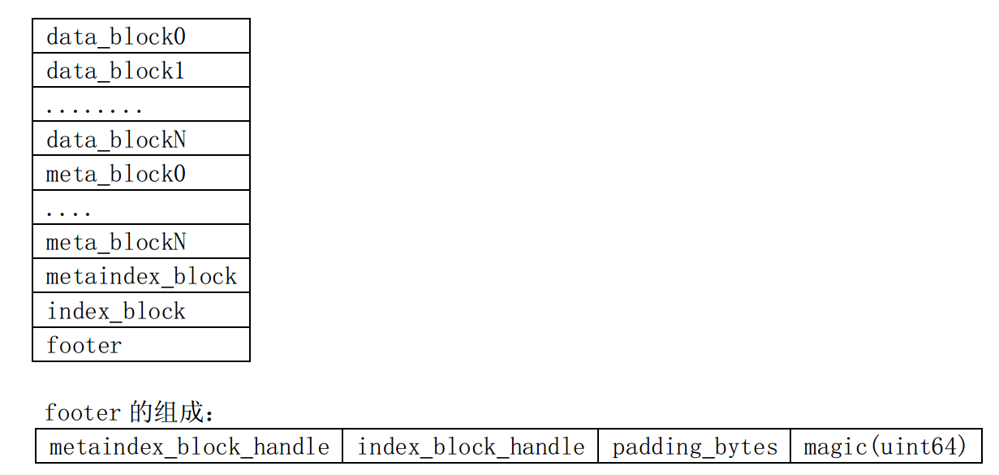 data_block0
data_block1
........
data_blockN
meta_block0
....
meta_blockN
metaindex_block
index_block
footer
footer 的组成：
metaindex_block_handle index_block_handle padding_bytes magic(uint64)